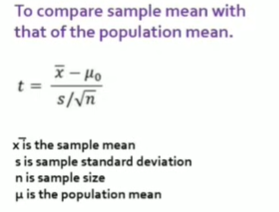 To compare sample mean with
that of the population mean.
t = (x̅ − μ₀) / (s/√n)
x̅ is the sample mean
s is sample standard deviation
n is sample size
μ is the population mean